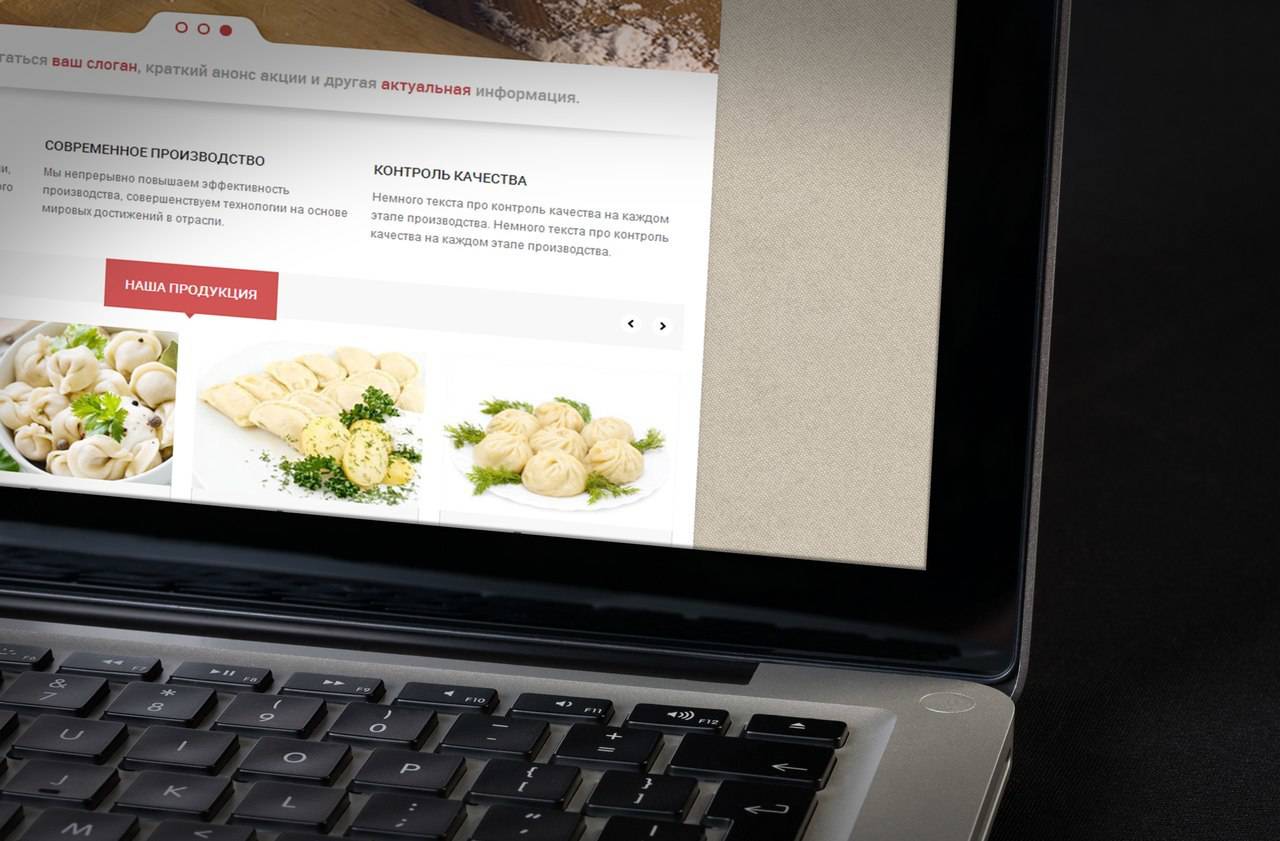 ваш слоган, краткий анонс акции и другая актуальная информация.
СОВРЕМЕННОЕ ПРОИЗВОДСТВО
Мы непрерывно повышаем эффективность
производства, совершенствуем технологии на основе
мировых достижений в отрасли.
КОНТРОЛЬ КАЧЕСТВА
Немного текста про контроль качества на каждом
этапе производства. Немного текста про контроль
качества на каждом этапе производства.
НАША ПРОДУКЦИЯ
F7 F8 F9 F10 F11 F12
& 7 * 8 ( 9 ) 0 - + =
U I O P { [ } ]
J K L : ;
M <